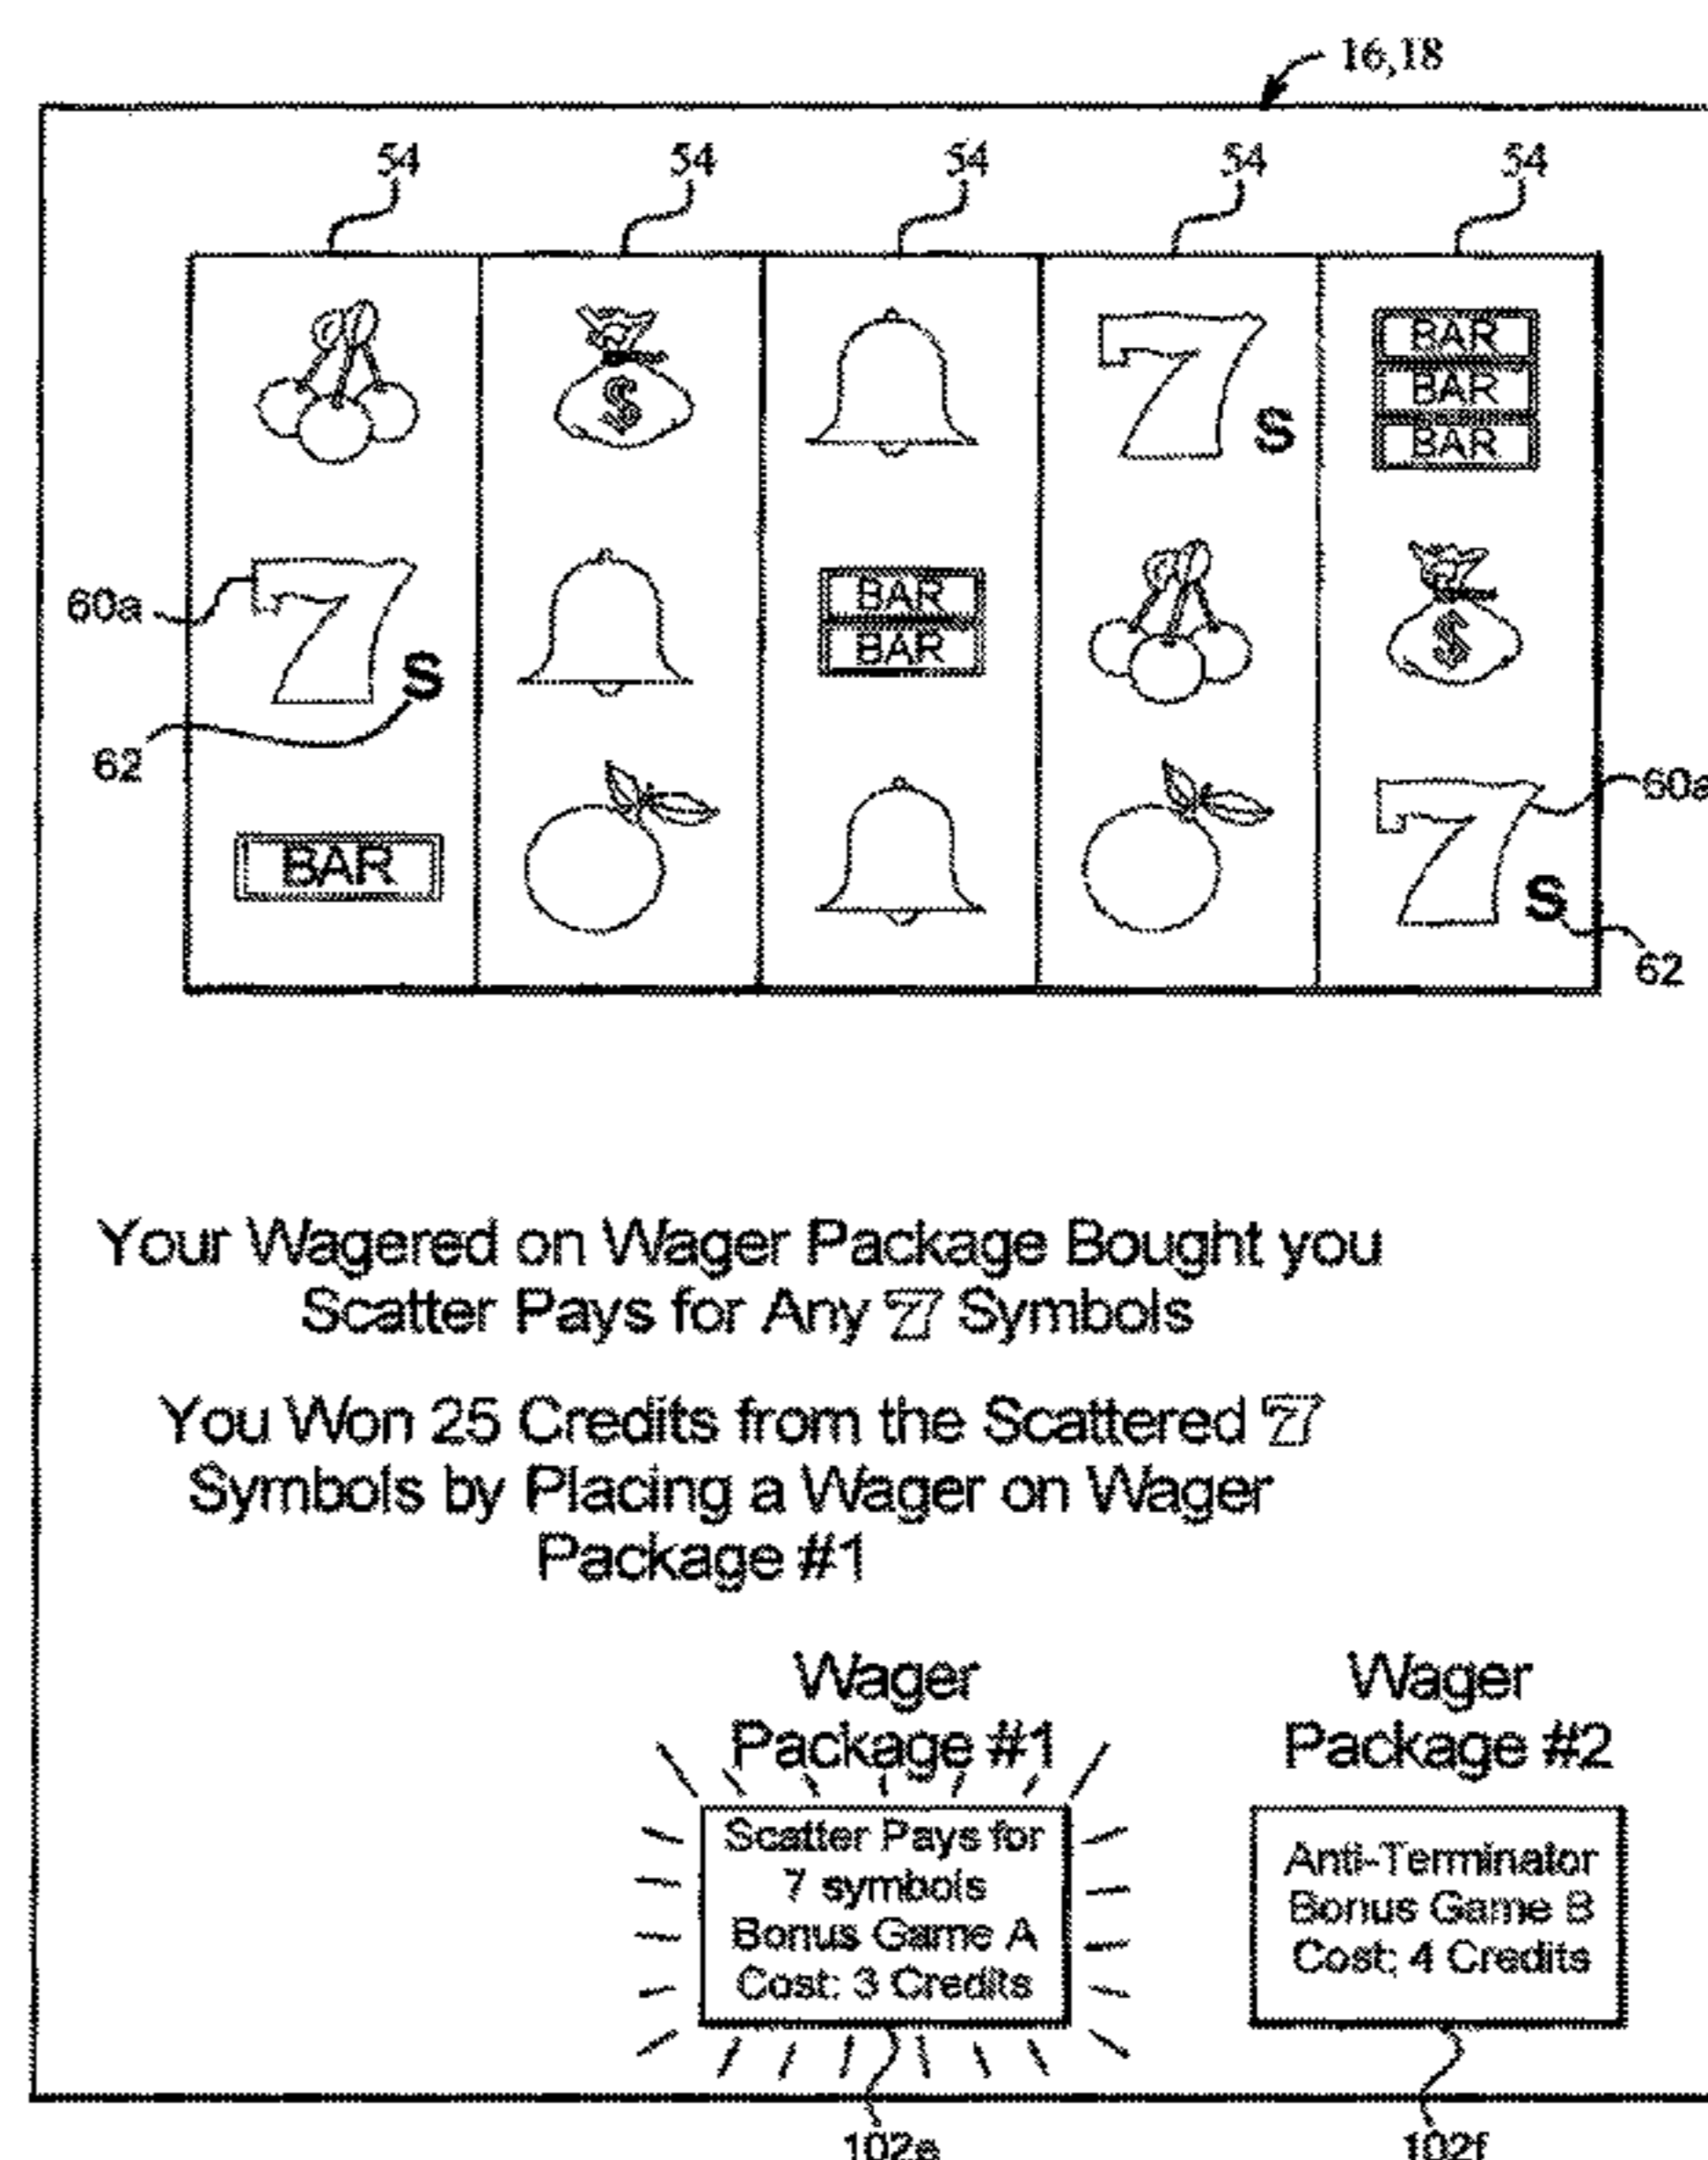 16,18
54 54 54 54 54
$ 7 S BAR
BAR
BAR
60a 7 S BAR
BAR $
62
BAR 7 S 60a
62
Your Wagered on Wager Package Bought you
Scatter Pays for Any 7 Symbols
You Won 25 Credits from the Scattered 7
Symbols by Placing a Wager on Wager
Package #1
Wager
Package #1
Scatter Pays for
7 symbols
Bonus Game A
Cost: 3 Credits
102e
Wager
Package #2
Anti-Terminator
Bonus Game B
Cost: 4 Credits
102f